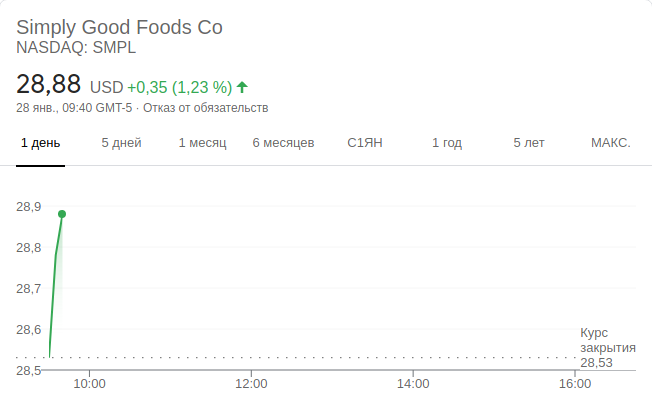 Simply Good Foods Co
NASDAQ: SMPL
28,88 USD +0,35 (1,23 %)
28 янв., 09:40 GMT-5 · Отказ от обязательств
1 день 5 дней 1 месяц 6 месяцев С1ЯН 1 год 5 лет МАКС.
28,9
28,8
28,7
28,6
28,5
Курс
закрытия
28,53
10:00 12:00 14:00 16:00